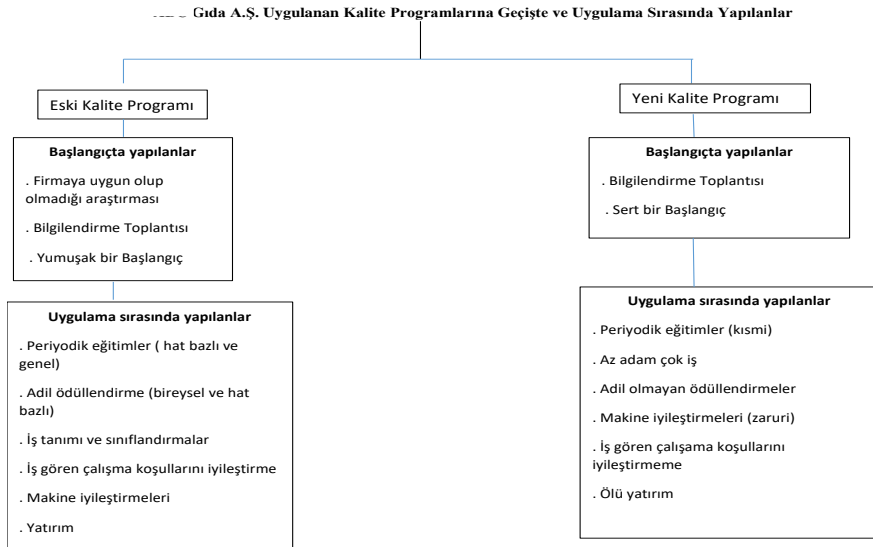 Gıda A.Ş. Uygulanan Kalite Programlarına Geçişte ve Uygulama Sırasında Yapılanlar
Eski Kalite Programı
Başlangıçta yapılanlar
. Firmaya uygun olup
olmadığı araştırması
. Bilgilendirme Toplantısı
. Yumuşak bir Başlangıç
Uygulama sırasında yapılanlar
. Periyodik eğitimler ( hat bazlı ve
genel)
. Adil ödüllendirme (bireysel ve hat
bazlı)
. İş tanımı ve sınıflandırmalar
. İş gören çalışma koşullarını iyileştirme
. Makine iyileştirmeleri
. Yatırım
Yeni Kalite Programı
Başlangıçta yapılanlar
. Bilgilendirme Toplantısı
. Sert bir Başlangıç
Uygulama sırasında yapılanlar
. Periyodik eğitimler (kısmi)
. Az adam çok iş
. Adil olmayan ödüllendirmeler
. Makine iyileştirmeleri (zaruri)
. İş gören çalışama koşullarını
iyileştirmeme
. Ölü yatırım